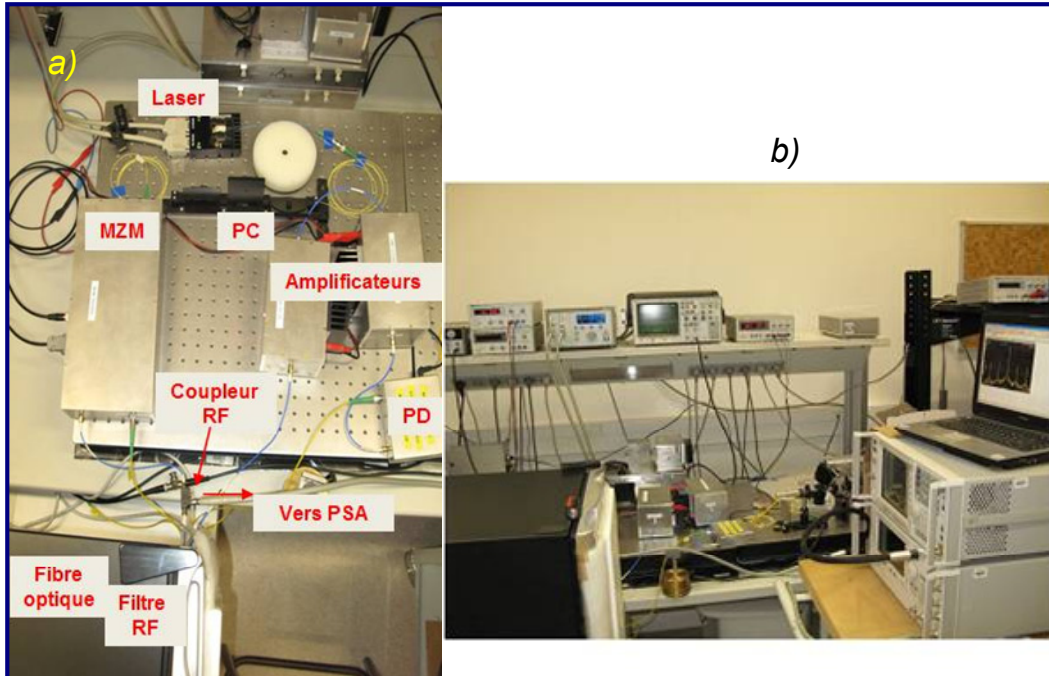 a)
Laser
b)
MZM
PC
Amplificateurs
Coupleur
RF
PD
Vers PSA
Fibre
optique
Filtre
RF